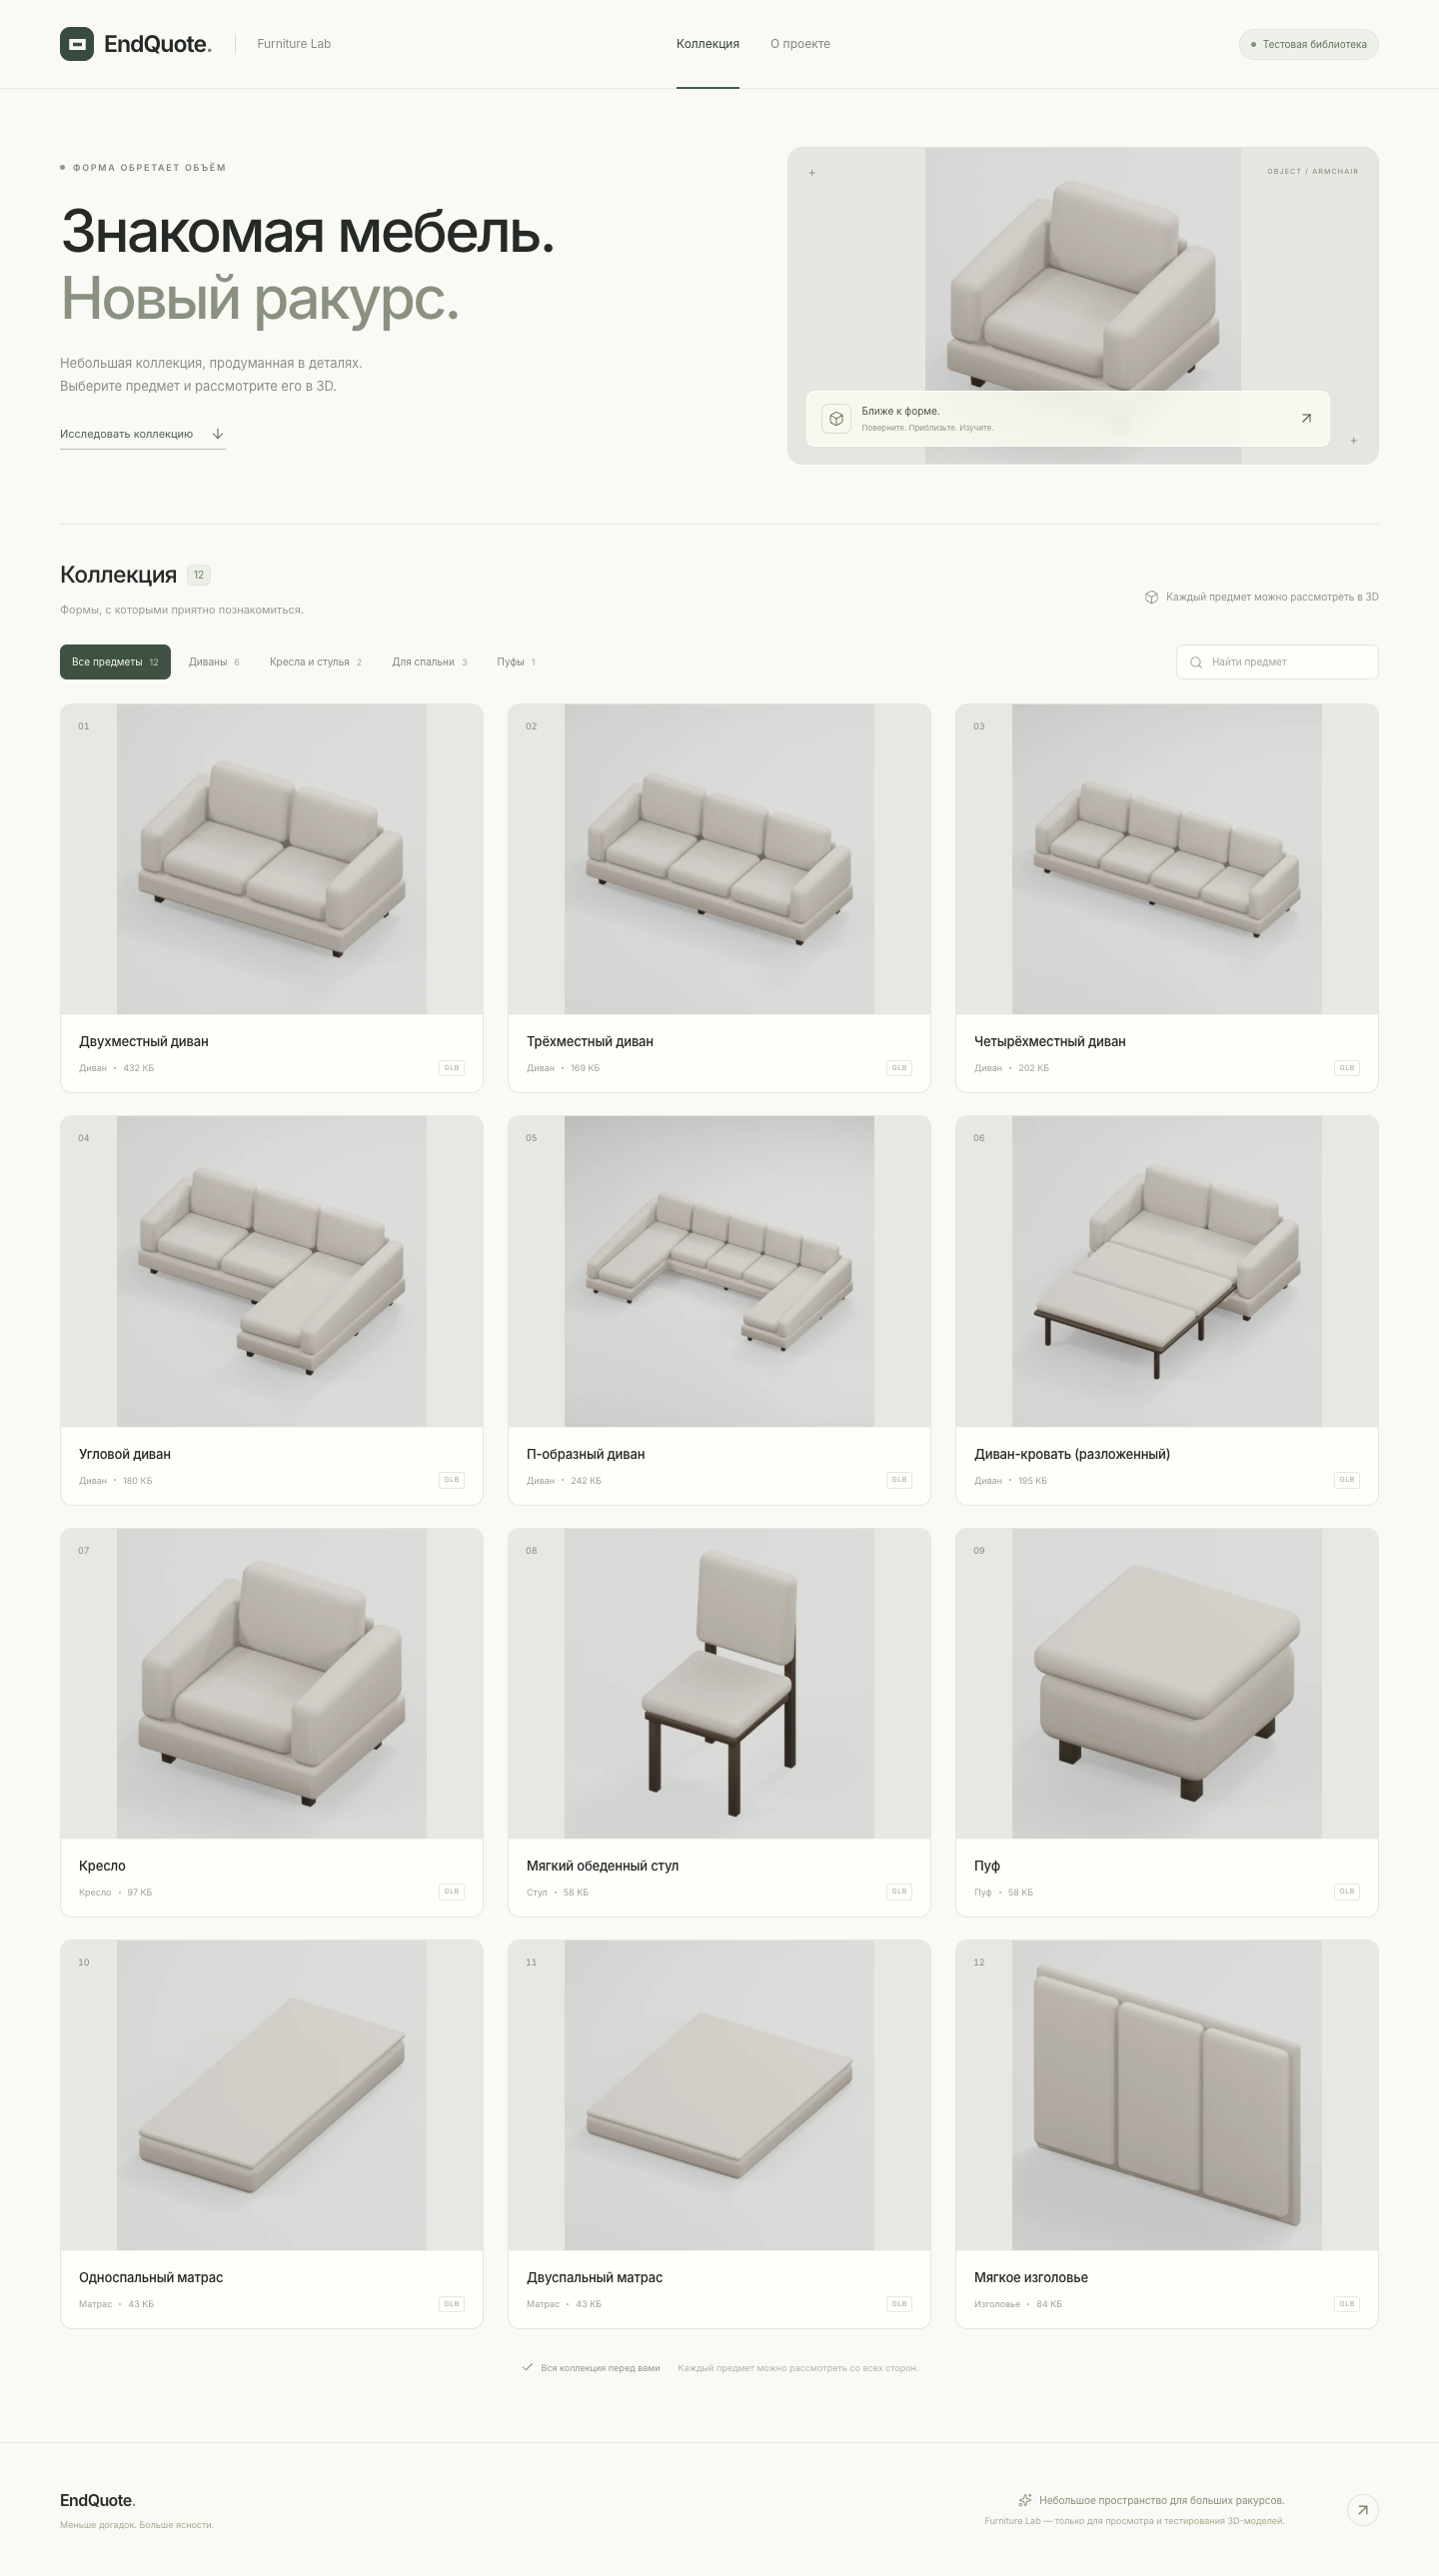 EndQuote.
Furniture Lab
Коллекция
О проекте
Тестовая библиотека
ФОРМА ОБРЕТАЕТ ОБЪЁМ
Знакомая мебель.
Новый ракурс.
Небольшая коллекция, продуманная в деталях.
Выберите предмет и рассмотрите его в 3D.
Исследовать коллекцию
OBJECT / ARMCHAIR
Ближе к форме.
Поверните. Приблизьте. Изучите.
Коллекция 12
Формы, с которыми приятно познакомиться.
Каждый предмет можно рассмотреть в 3D
Все предметы 12
Диваны 6
Кресла и стулья 2
Для спальни 3
Пуфы 1
Найти предмет
01
Двухместный диван
Диван • 432 КБ
GLB
02
Трёхместный диван
Диван • 169 КБ
GLB
03
Четырёхместный диван
Диван • 202 КБ
GLB
04
Угловой диван
Диван • 180 КБ
GLB
05
П-образный диван
Диван • 242 КБ
GLB
06
Диван-кровать (разложенный)
Диван • 195 КБ
GLB
07
Кресло
Кресло • 97 КБ
GLB
08
Мягкий обеденный стул
Стул • 58 КБ
GLB
09
Пуф
Пуф • 58 КБ
GLB
10
Односпальный матрас
Матрас • 43 КБ
GLB
11
Двуспальный матрас
Матрас • 43 КБ
GLB
12
Мягкое изголовье
Изголовье • 84 КБ
GLB
Вся коллекция перед вами
Каждый предмет можно рассмотреть со всех сторон.
EndQuote.
Меньше догадок. Больше ясности.
Небольшое пространство для больших ракурсов.
Furniture Lab — только для просмотра и тестирования 3D-моделей.